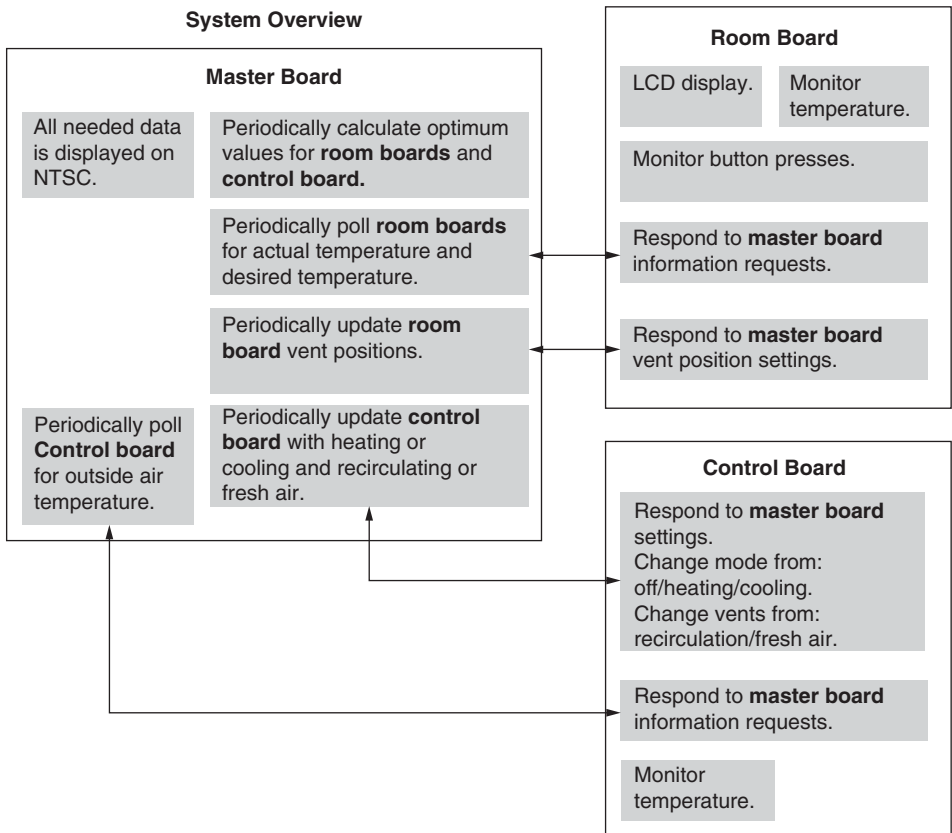 System Overview
Master Board
All needed data
is displayed on
NTSC.
Periodically calculate optimum
values for room boards and
control board.
Periodically poll room boards
for actual temperature and
desired temperature.
Periodically update room
board vent positions.
Periodically poll
Control board
for outside air
temperature.
Periodically update control
board with heating or
cooling and recirculating or
fresh air.
Room Board
LCD display.
Monitor
temperature.
Monitor button presses.
Respond to master board
information requests.
Respond to master board
vent position settings.
Control Board
Respond to master board
settings.
Change mode from:
off/heating/cooling.
Change vents from:
recirculation/fresh air.
Respond to master board
information requests.
Monitor
temperature.